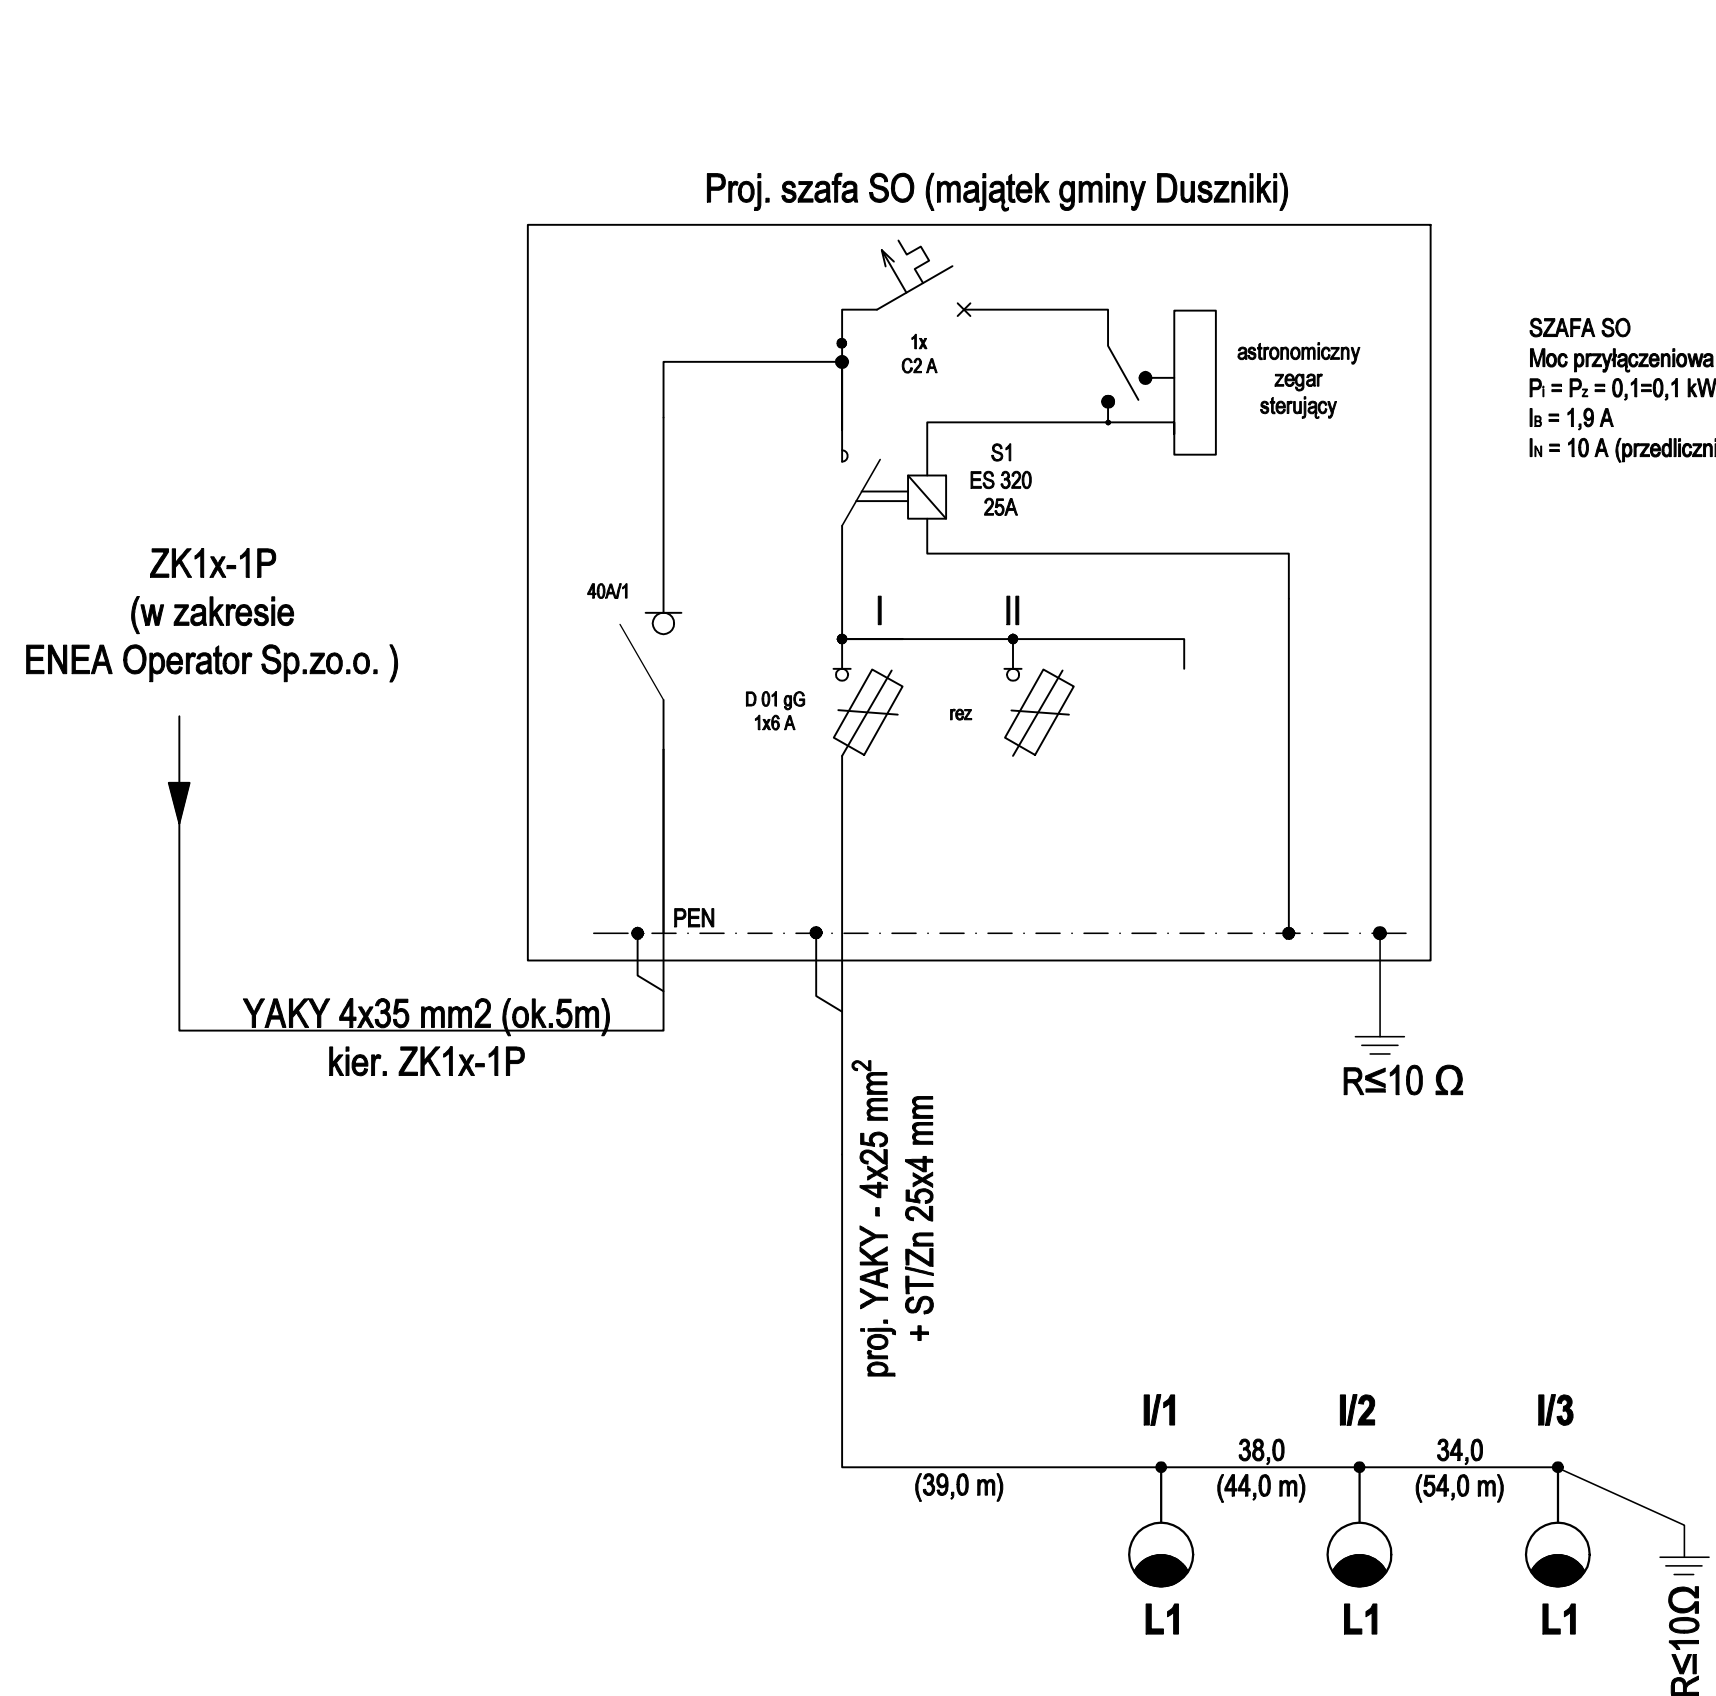 Proj. szafa SO (majątek gminy Duszniki)
1x
C2 A
astronomiczny
zegar
sterujący
SZAFA SO
Moc przyłączeniowa
Pi = Pz = 0,1=0,1 kW
IB = 1,9 A
IN = 10 A (przedliczni
S1
ES 320
25A
ZK1x-1P
(w zakresie
ENEA Operator Sp.zo.o. )
40A/1
I
II
D 01 gG
1x6 A
rez
PEN
YAKY 4x35 mm2 (ok.5m)
kier. ZK1x-1P
R≤10 Ω
proj. YAKY - 4x25 mm²
+ ST/Zn 25x4 mm
I/1
I/2
I/3
38,0
34,0
(39,0 m)
(44,0 m)
(54,0 m)
L1
L1
L1
R≤10Ω